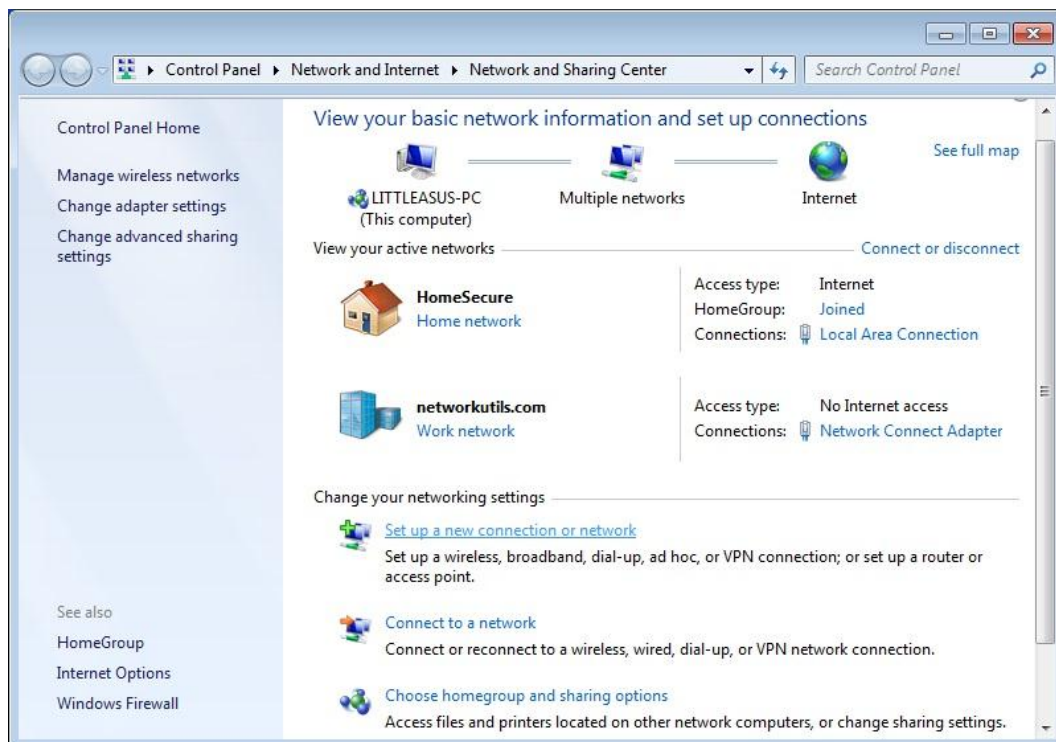 Control Panel ▸ Network and Internet ▸ Network and Sharing Center
Search Control Panel
Control Panel Home
Manage wireless networks
Change adapter settings
Change advanced sharing
settings
See also
HomeGroup
Internet Options
Windows Firewall
View your basic network information and set up connections
See full map
LITTLEASUS-PC
(This computer)
Multiple networks
Internet
View your active networks
Connect or disconnect
HomeSecure
Home network
Access type: Internet
HomeGroup: Joined
Connections: Local Area Connection
networkutils.com
Work network
Access type: No Internet access
Connections: Network Connect Adapter
Change your networking settings
Set up a new connection or network
Set up a wireless, broadband, dial-up, ad hoc, or VPN connection; or set up a router or
access point.
Connect to a network
Connect or reconnect to a wireless, wired, dial-up, or VPN network connection.
Choose homegroup and sharing options
Access files and printers located on other network computers, or change sharing settings.